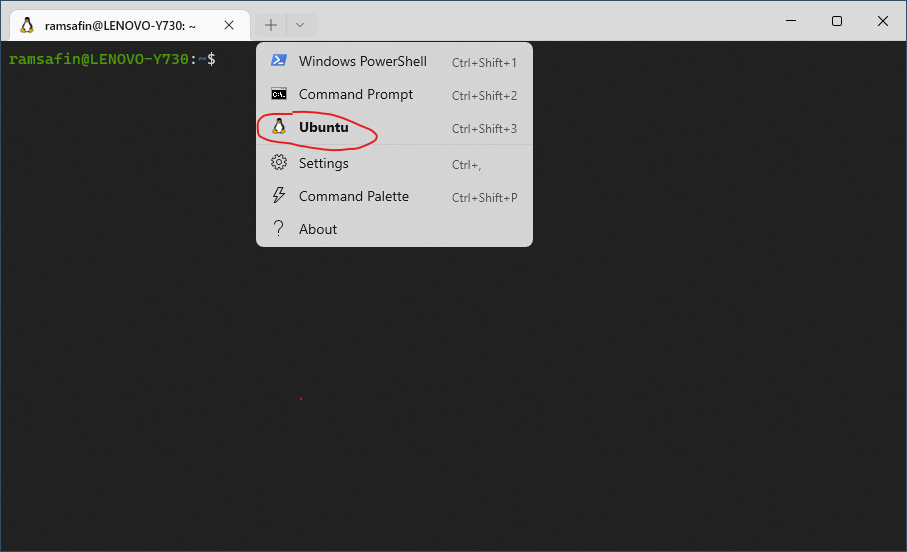 ramsafin@LENOVO-Y730: ~
ramsafin@LENOVO-Y730:~$
Windows PowerShell Ctrl+Shift+1
Command Prompt Ctrl+Shift+2
Ubuntu Ctrl+Shift+3
Settings Ctrl+,
Command Palette Ctrl+Shift+P
About